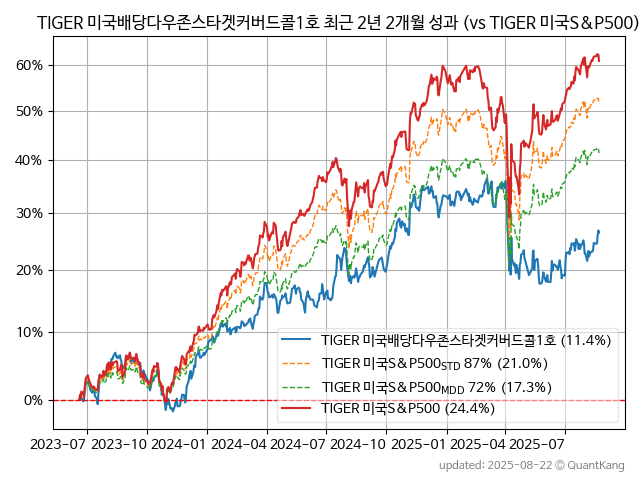 TIGER 미국배당다우존스타겟커버드콜1호 최근 2년 2개월 성과 (vs TIGER 미국S&P500)
60%
50%
40%
30%
20%
10%
0%
TIGER 미국배당다우존스타겟커버드콜1호 (11.4%)
TIGER 미국S&P500STD 87% (21.0%)
TIGER 미국S&P500MDD 72% (17.3%)
TIGER 미국S&P500 (24.4%)
2023-07 2023-10 2024-01 2024-04 2024-07 2024-10 2025-01 2025-04 2025-07
updated: 2025-08-22 © QuantKang